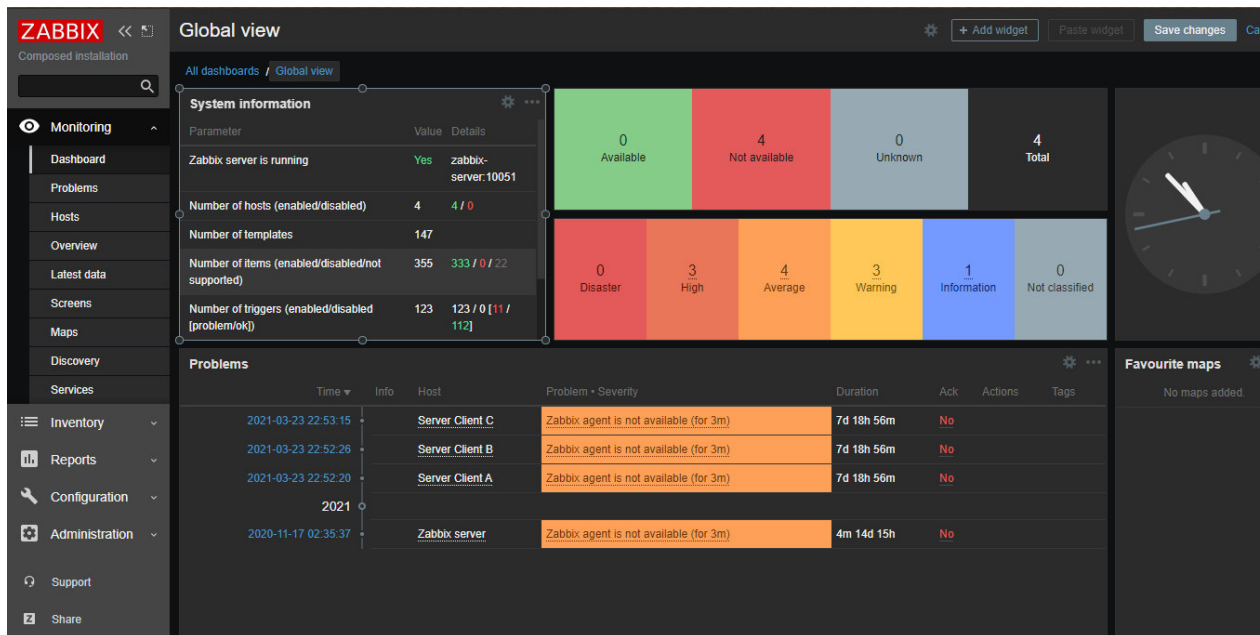 ZABBIX
Composed installation
Monitoring
Dashboard
Problems
Hosts
Overview
Latest data
Screens
Maps
Discovery
Services
Inventory
Reports
Configuration
Administration
Support
Z Share
Global view
+ Add widget Paste widget Save changes Ca
All dashboards / Global view
System information
Parameter Value Details
Zabbix server is running Yes zabbix-
server:10051
Number of hosts (enabled/disabled) 4 4 / 0
Number of templates 147
Number of items (enabled/disabled/not 355 333 / 0 / 22
supported)
Number of triggers (enabled/disabled 123 123 / 0 [11 /
[problem/ok]) 112]
0 4 0 4
Available Not available Unknown Total
0 3 4 3 1 0
Disaster High Average Warning Information Not classified
Problems
Time Info Host Problem • Severity Duration Ack Actions Tags
2021-03-23 22:53:15 Server Client C Zabbix agent is not available (for 3m) 7d 18h 56m No
2021-03-23 22:52:26 Server Client B Zabbix agent is not available (for 3m) 7d 18h 56m No
2021-03-23 22:52:20 Server Client A Zabbix agent is not available (for 3m) 7d 18h 56m No
2021
2020-11-17 02:35:37 Zabbix server Zabbix agent is not available (for 3m) 4m 14d 15h No
Favourite maps
No maps added.